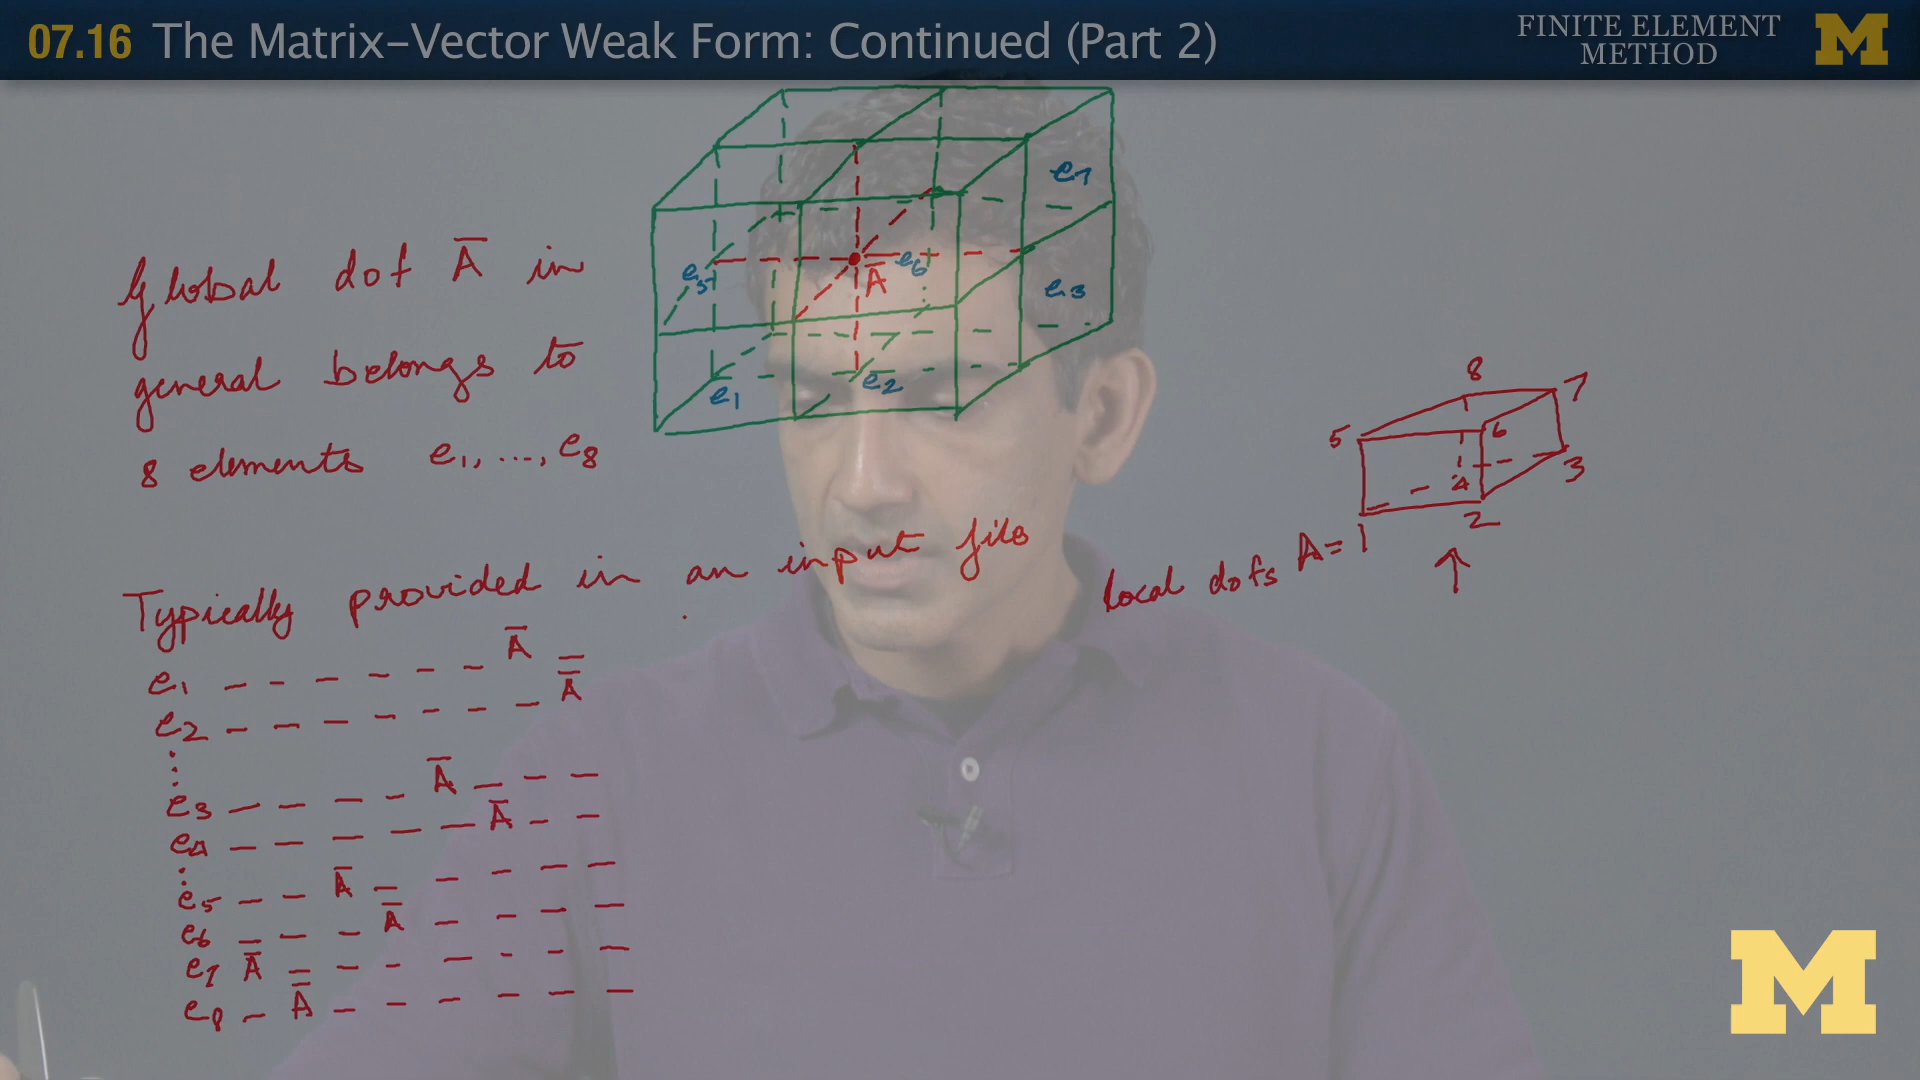 07.16 The Matrix-Vector Weak Form: Continued (Part 2)
FINITE ELEMENT
METHOD
M
Global dof A̅ in
general belongs to
8 elements e₁, ..., e₈
e₇
e₅
e₆
A̅
e₃
e₁
e₂
8
7
5
6
4
3
2
local dofs A = 1
↑
Typically provided in an input file
e₁ _ _ _ _ _ _ A̅ _
e₂ _ _ _ _ _ _ _ A̅
⋮
e₃ _ _ _ _ A̅ _ _ _
e₄ _ _ _ _ _ A̅ _ _
⋮
e₅ _ _ A̅ _ _ _ _ _
e₆ _ _ _ A̅ _ _ _ _
e₇ A̅ _ _ _ _ _ _ _
e₈ _ A̅ _ _ _ _ _ _
M